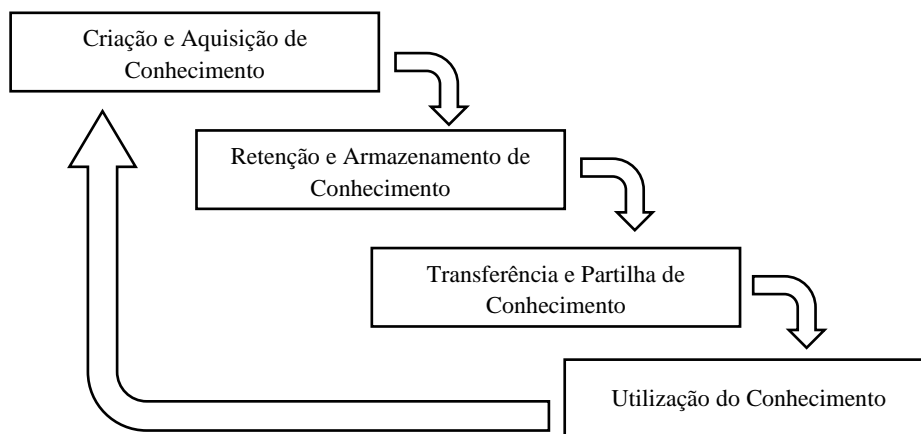 Criação e Aquisição de
Conhecimento
Retenção e Armazenamento de
Conhecimento
Transferência e Partilha de
Conhecimento
Utilização do Conhecimento